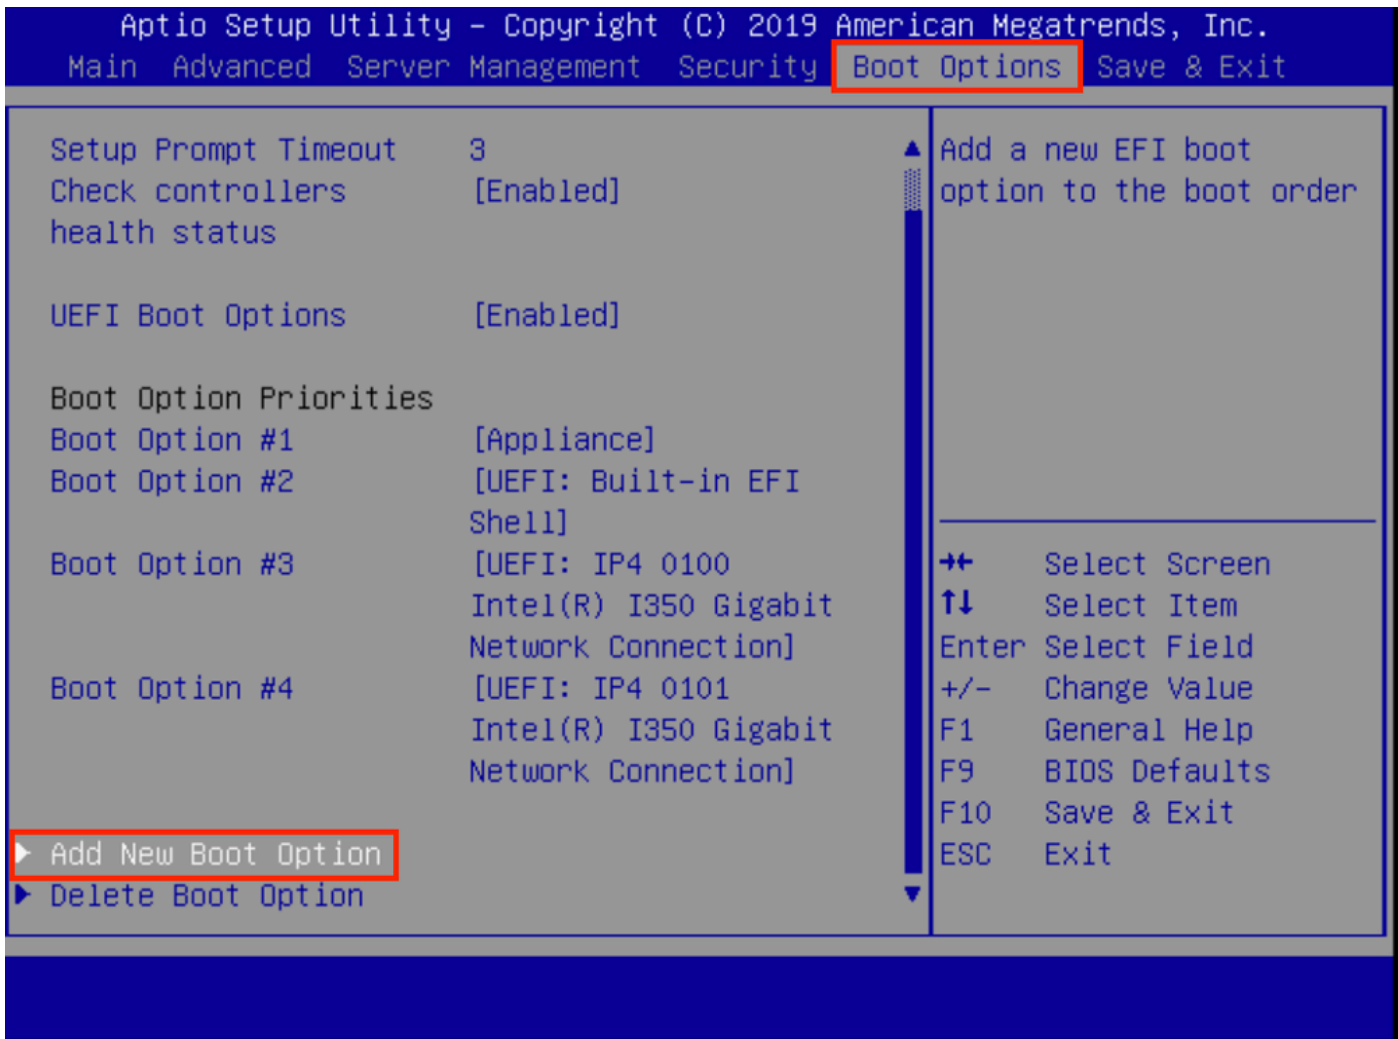 Aptio Setup Utility – Copyright (C) 2019 American Megatrends, Inc.
Main Advanced Server Management Security Boot Options Save & Exit
Setup Prompt Timeout 3
Check controllers [Enabled]
health status
UEFI Boot Options [Enabled]
Boot Option Priorities
Boot Option #1 [Appliance]
Boot Option #2 [UEFI: Built-in EFI
Shell]
Boot Option #3 [UEFI: IP4 0100
Intel(R) I350 Gigabit
Network Connection]
Boot Option #4 [UEFI: IP4 0101
Intel(R) I350 Gigabit
Network Connection]
Add New Boot Option
Delete Boot Option
Add a new EFI boot
option to the boot order
→← Select Screen
↑↓ Select Item
Enter Select Field
+/- Change Value
F1 General Help
F9 BIOS Defaults
F10 Save & Exit
ESC Exit